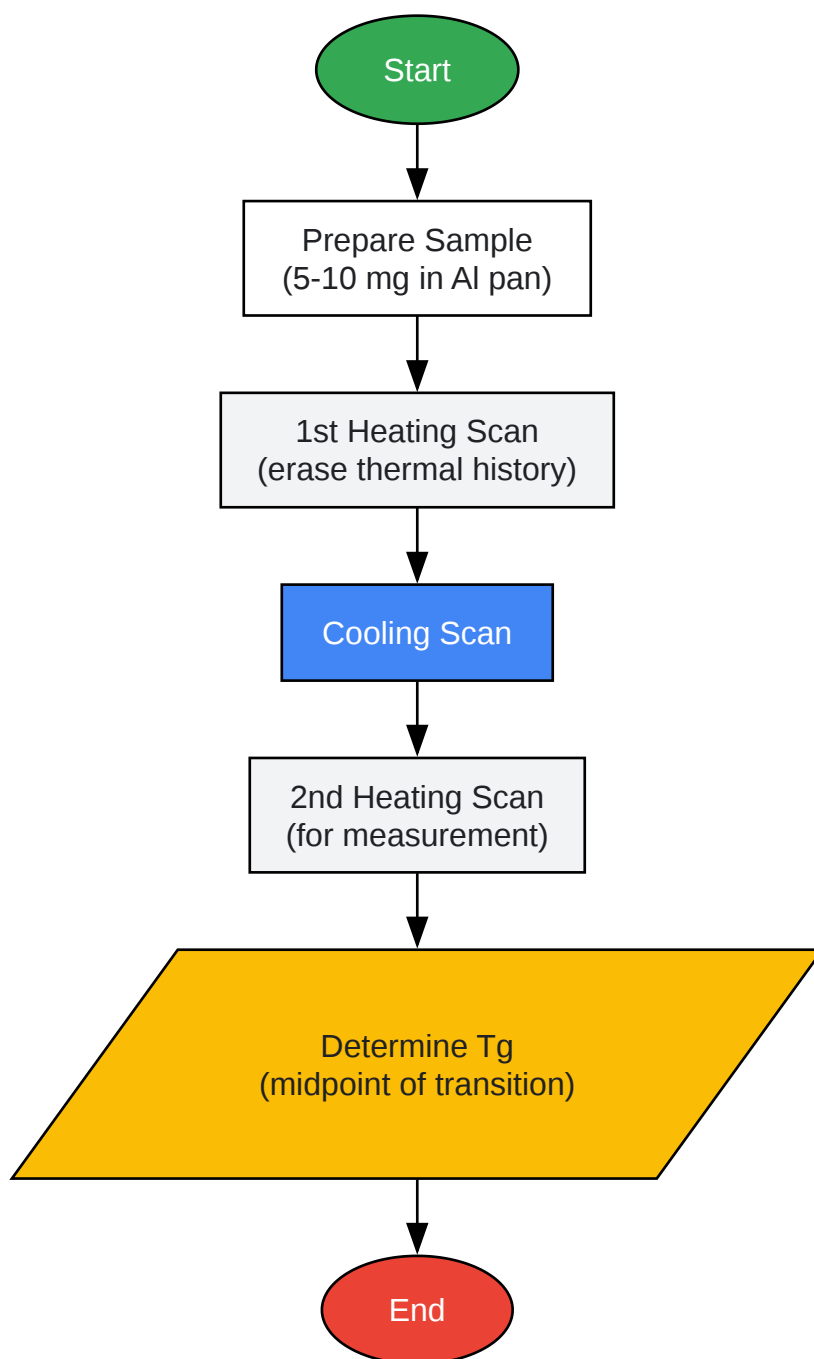 Start
Prepare Sample
(5-10 mg in Al pan)
1st Heating Scan
(erase thermal history)
Cooling Scan
2nd Heating Scan
(for measurement)
Determine Tg
(midpoint of transition)
End